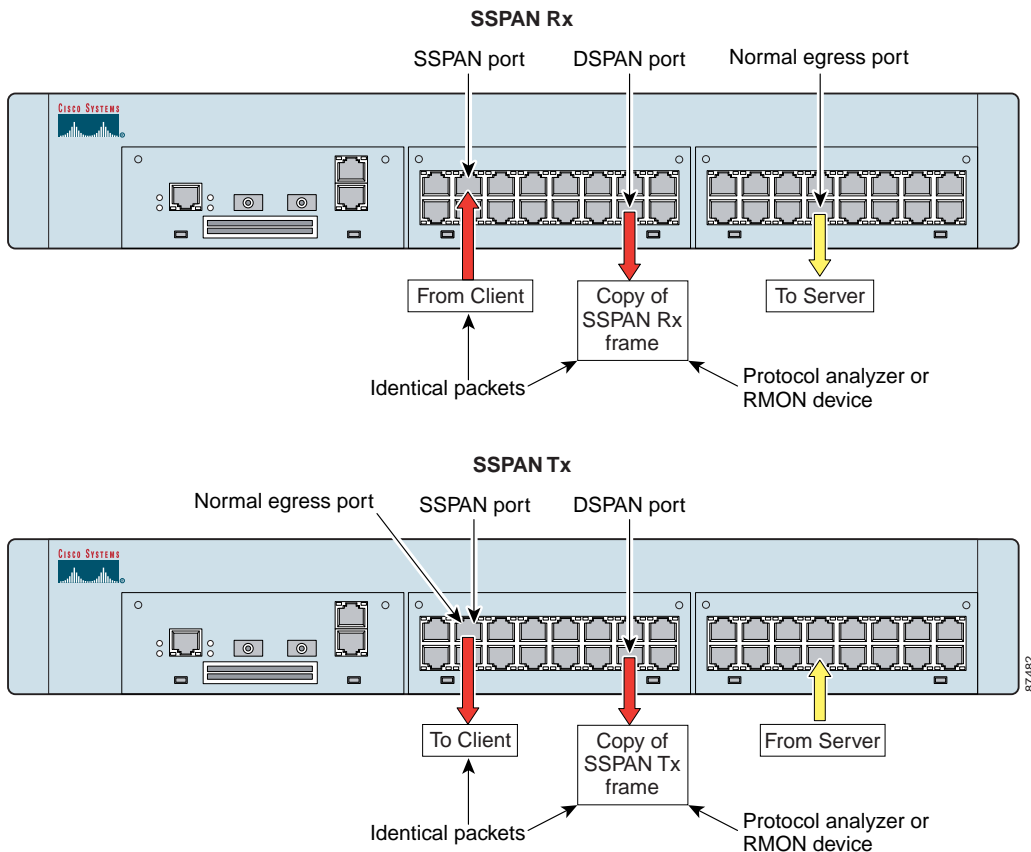 SSPAN Rx
SSPAN port
DSPAN port
Normal egress port
CISCO SYSTEMS
From Client
Copy of
SSPAN Rx
frame
To Server
Identical packets
Protocol analyzer or
RMON device
SSPAN Tx
Normal egress port
SSPAN port
DSPAN port
CISCO SYSTEMS
To Client
Copy of
SSPAN Tx
frame
From Server
87482
Identical packets
Protocol analyzer or
RMON device